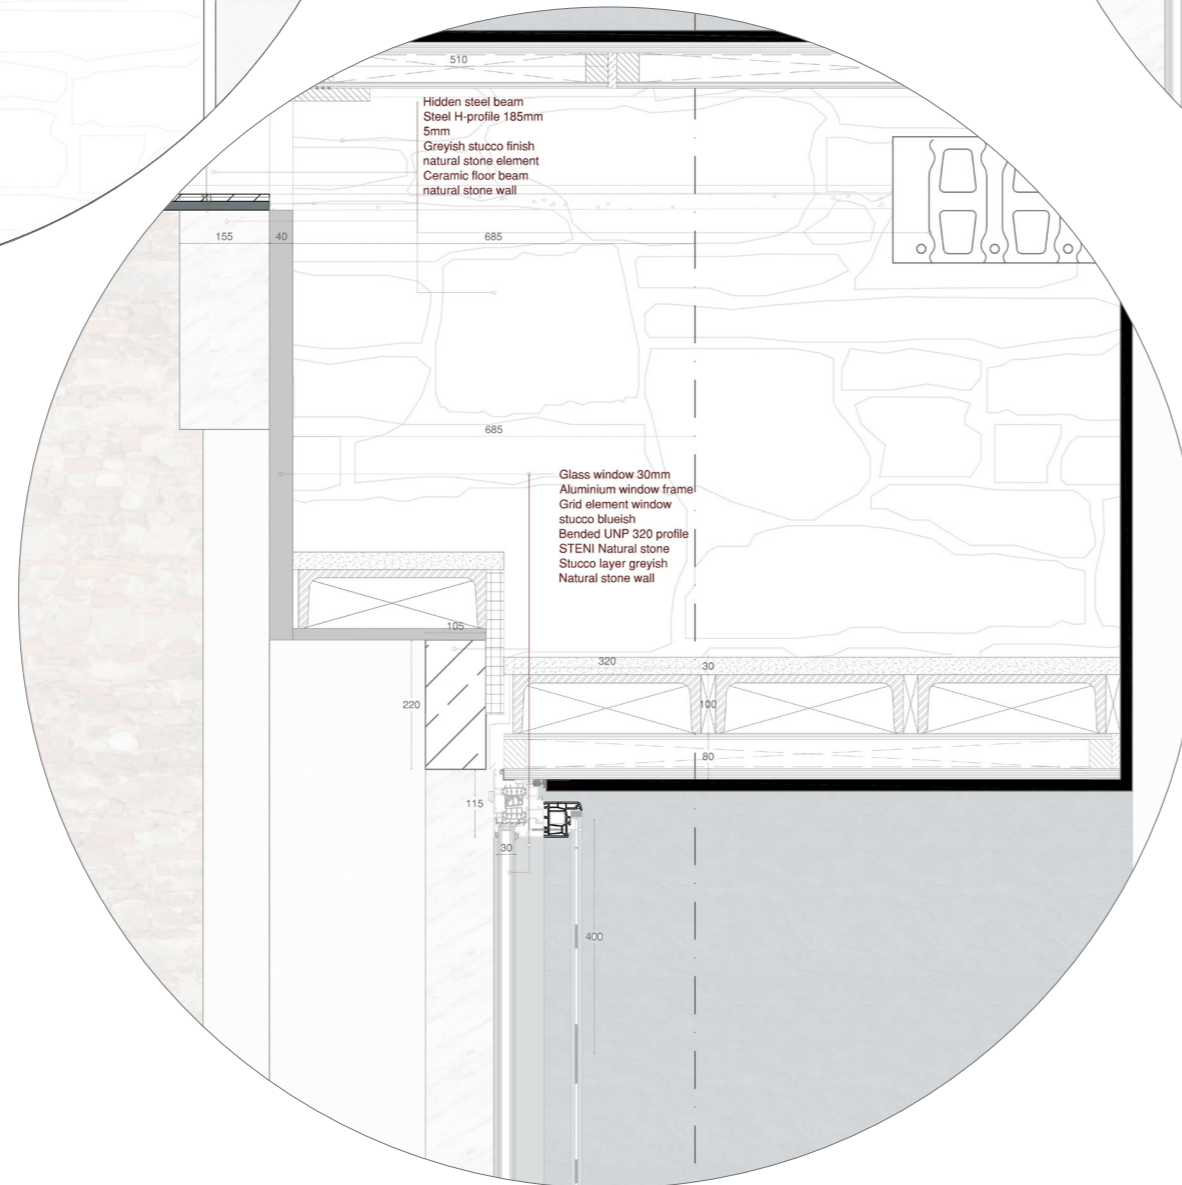 510
Hidden steel beam
Steel H-profile 185mm
5mm
Greyish stucco finish
natural stone element
Ceramic floor beam
natural stone wall
155
40
685
685
Glass window 30mm
Aluminium window frame
Grid element window
stucco blueish
Bended UNP 320 profile
STENI Natural stone
Stucco layer greyish
Natural stone wall
105
320
30
220
100
80
115
30
400